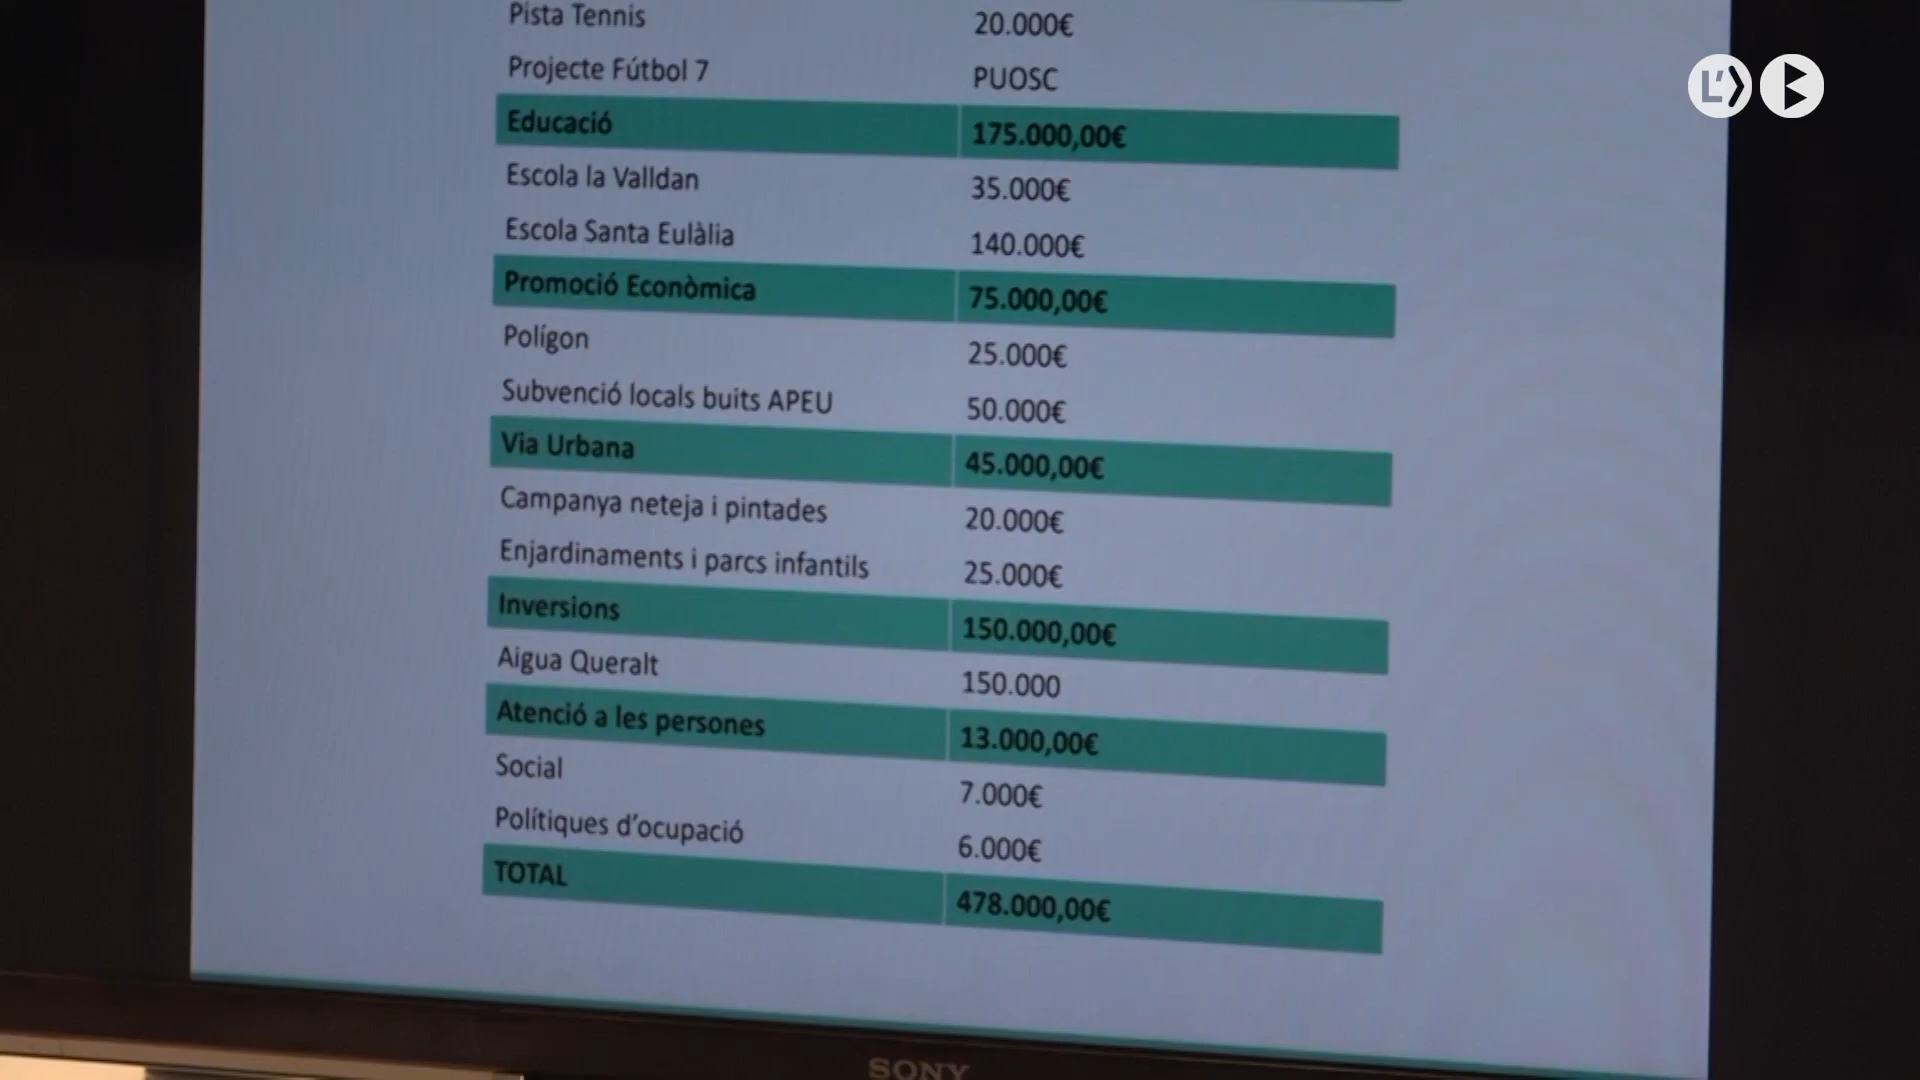 Pista Tennis 20.000€
Projecte Fútbol 7 PUOSC
Educació 175.000,00€
Escola la Valldan 35.000€
Escola Santa Eulàlia 140.000€
Promoció Econòmica 75.000,00€
Polígon 25.000€
Subvenció locals buits APEU 50.000€
Via Urbana 45.000,00€
Campanya neteja i pintades 20.000€
Enjardinaments i parcs infantils 25.000€
Inversions 150.000,00€
Aigua Queralt 150.000
Atenció a les persones 13.000,00€
Social 7.000€
Polítiques d'ocupació 6.000€
TOTAL 478.000,00€
SONY
L'